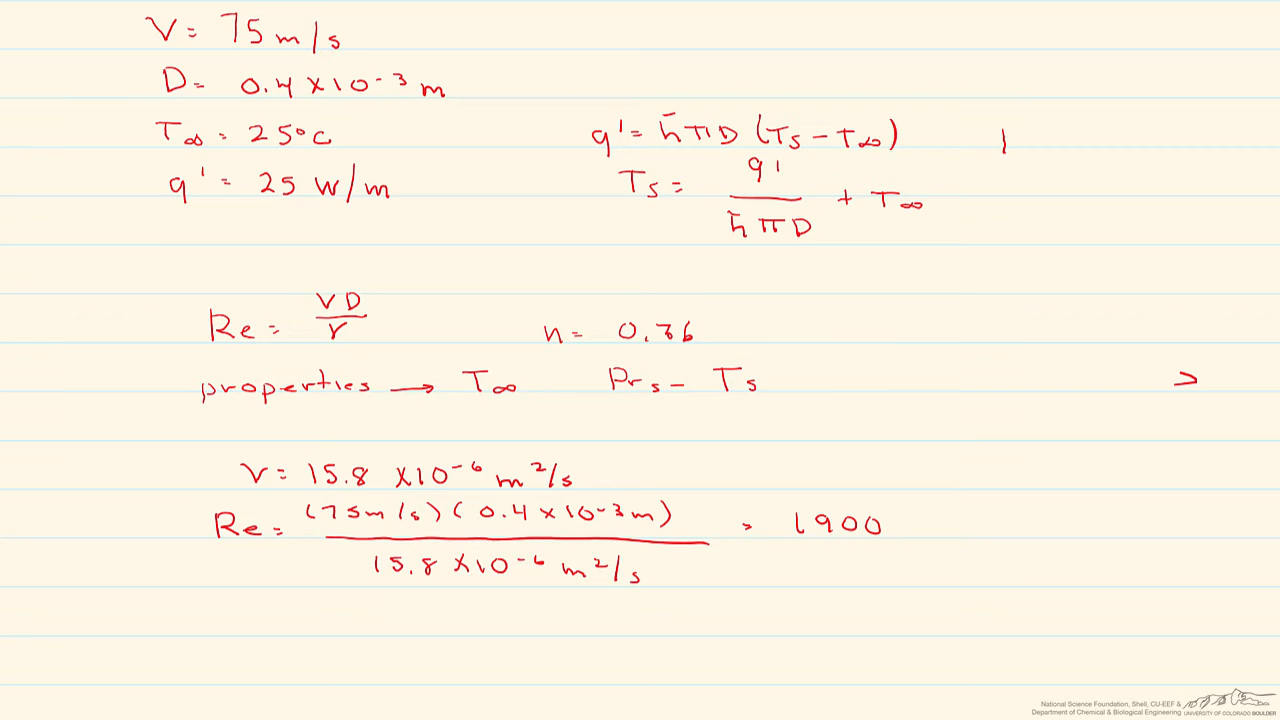 V = 75 m/s
D = 0.4 × 10⁻³ m
T∞ = 25°C
q' = 25 W/m
q' = h̄πD (Ts − T∞)
Ts = q' / h̄πD + T∞
Re = VD/ν
n = 0.36
properties → T∞
Prs − Ts
ν = 15.8 × 10⁻⁶ m²/s
Re = (75m/s)(0.4 × 10⁻³m) / 15.8 × 10⁻⁶ m²/s = 1900
National Science Foundation, Shell, CU-EEF &
Department of Chemical & Biological Engineering UNIVERSITY OF COLORADO BOULDER